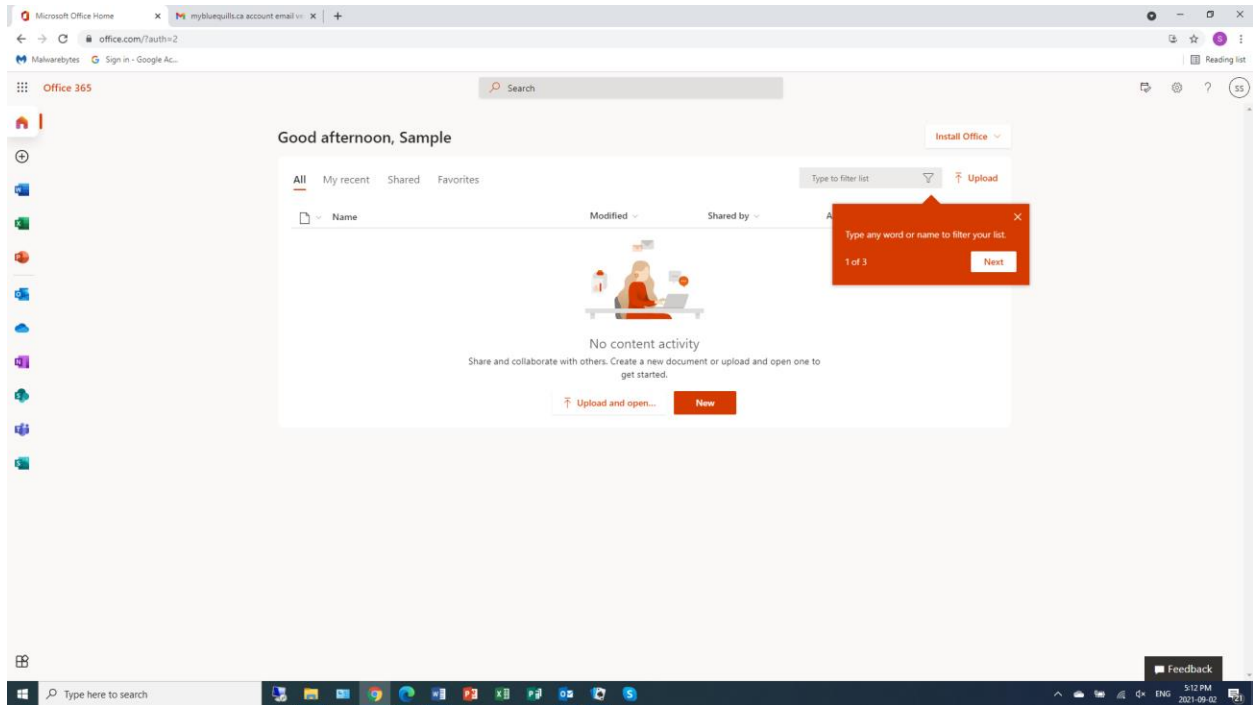 Microsoft Office Home
mybluequills.ca account email ve
office.com/?auth=2
S
Malwarebytes
Sign in - Google Ac...
Reading list
Office 365
Search
?
SS
Good afternoon, Sample
Install Office
All My recent Shared Favorites
Type to filter list
Upload
Name
Modified
Shared by
A
Type any word or name to filter your list.
1 of 3
Next
No content activity
Share and collaborate with others. Create a new document or upload and open one to
get started.
Upload and open...
New
Feedback
Type here to search
ENG
5:12 PM
2021-09-02
21